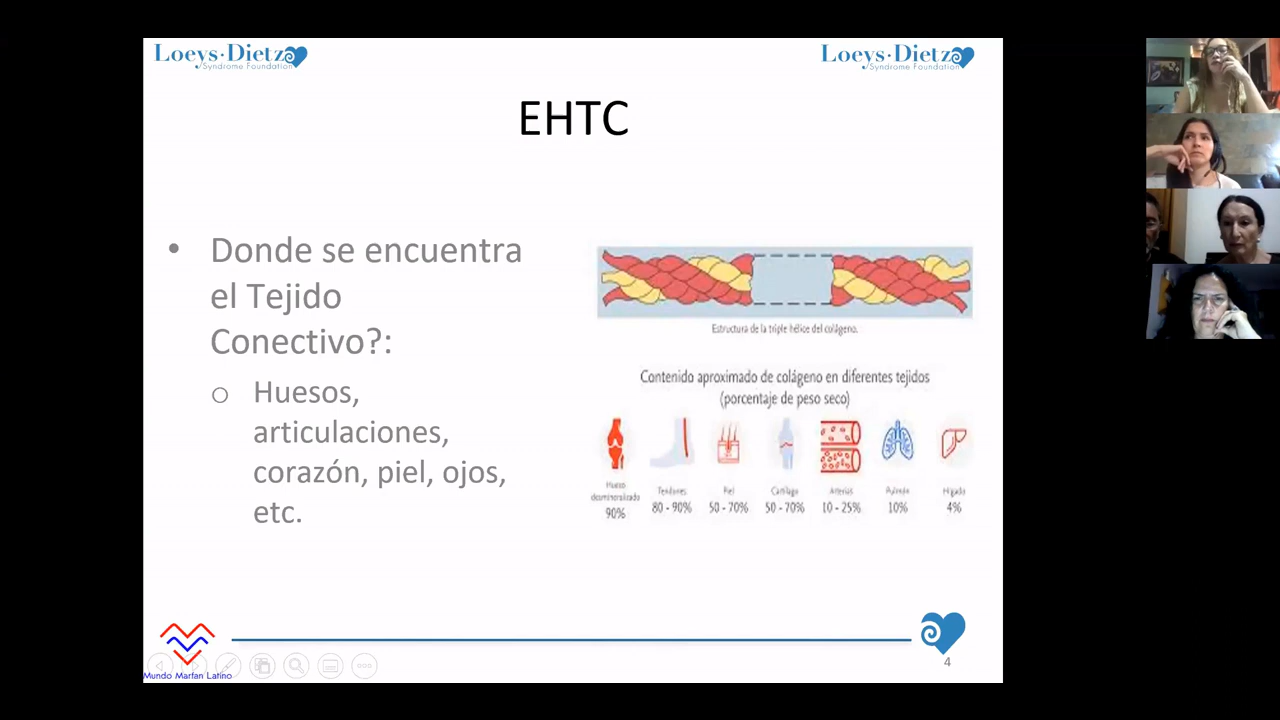 Loeys·Dietz
Syndrome Foundation
Loeys·Dietz
Syndrome Foundation
EHTC
• Donde se encuentra
el Tejido
Conectivo?:
o Huesos,
articulaciones,
corazón, piel, ojos,
etc.
Estructura de la triple hélice del colágeno.
Contenido aproximado de colágeno en diferentes tejidos
(porcentaje de peso seco)
Hueso
desmineralizado
90%
Tendones
80 - 90%
Piel
50 - 70%
Cartílago
50 - 70%
Arterias
10 - 25%
Pulmón
10%
Hígado
4%
Mundo Marfan Latino
4